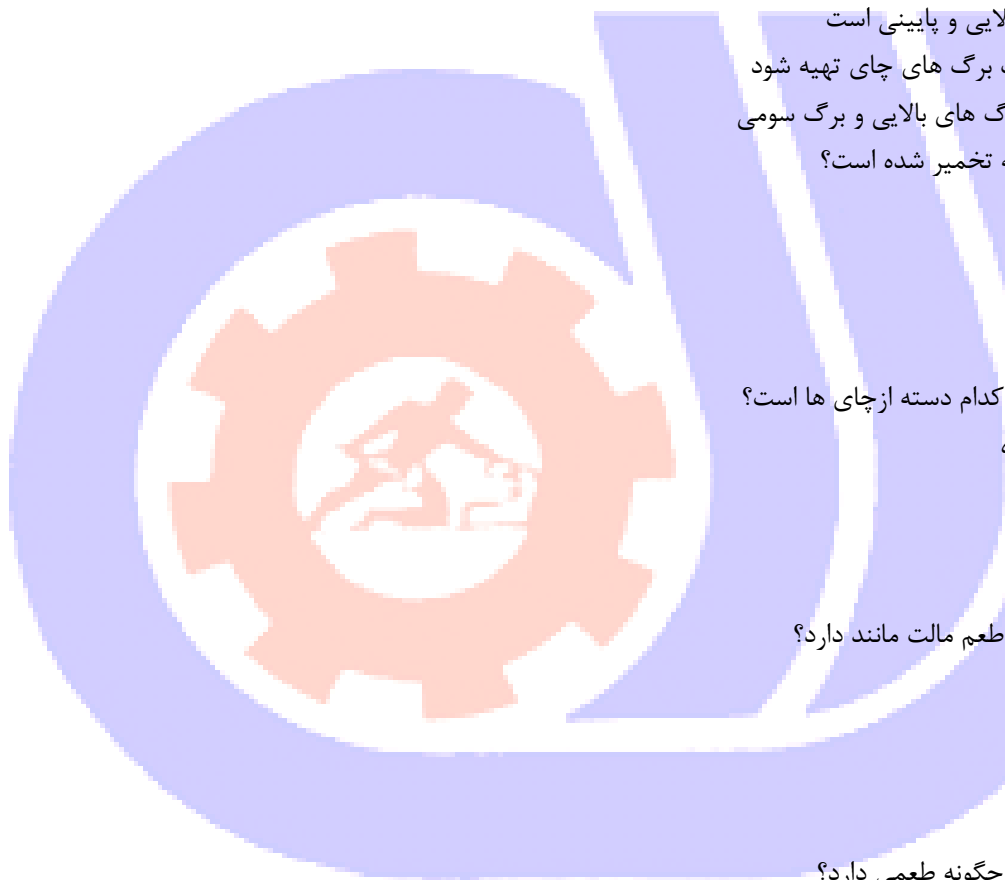 و پایینی است
برگ های چای تهیه شود
های بالایی و برگ سومی
تخمیر شده است؟
کدام دسته ازچای ها است؟
طعم مالت مانند دارد؟
چگونه طعمی دارد؟